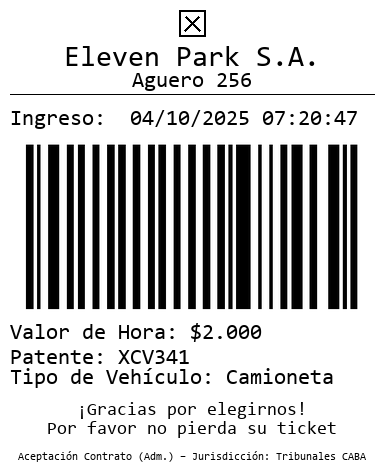 Eleven Park S.A.
Aguero 256
Ingreso: 04/10/2025 07:20:47
Valor de Hora: $2.000
Patente: XCV341
Tipo de Vehículo: Camioneta
¡Gracias por elegirnos!
Por favor no pierda su ticket
Aceptación Contrato (Adm.) – Jurisdicción: Tribunales CABA